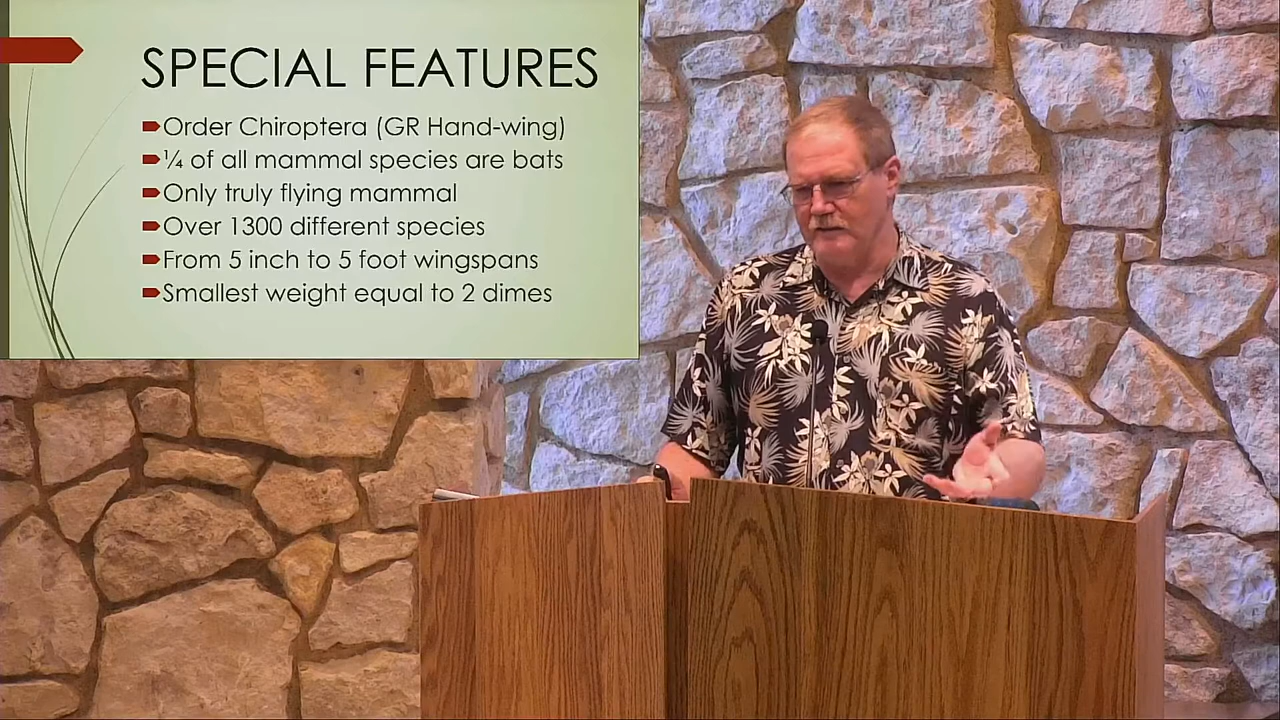 SPECIAL FEATURES
Order Chiroptera (GR Hand-wing)
¼ of all mammal species are bats
Only truly flying mammal
Over 1300 different species
From 5 inch to 5 foot wingspans
Smallest weight equal to 2 dimes